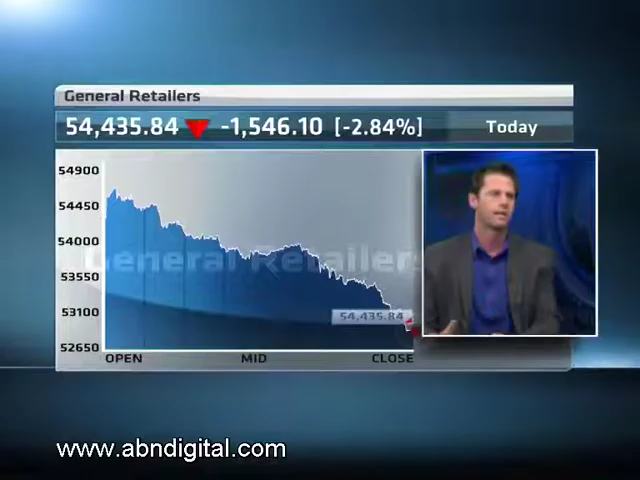 General Retailers
54,435.84 -1,546.10 [-2.84%] Today
54900
54450
54000
53550
53100
52650
General Retailers
54,435.84
OPEN MID CLOSE
www.abndigital.com